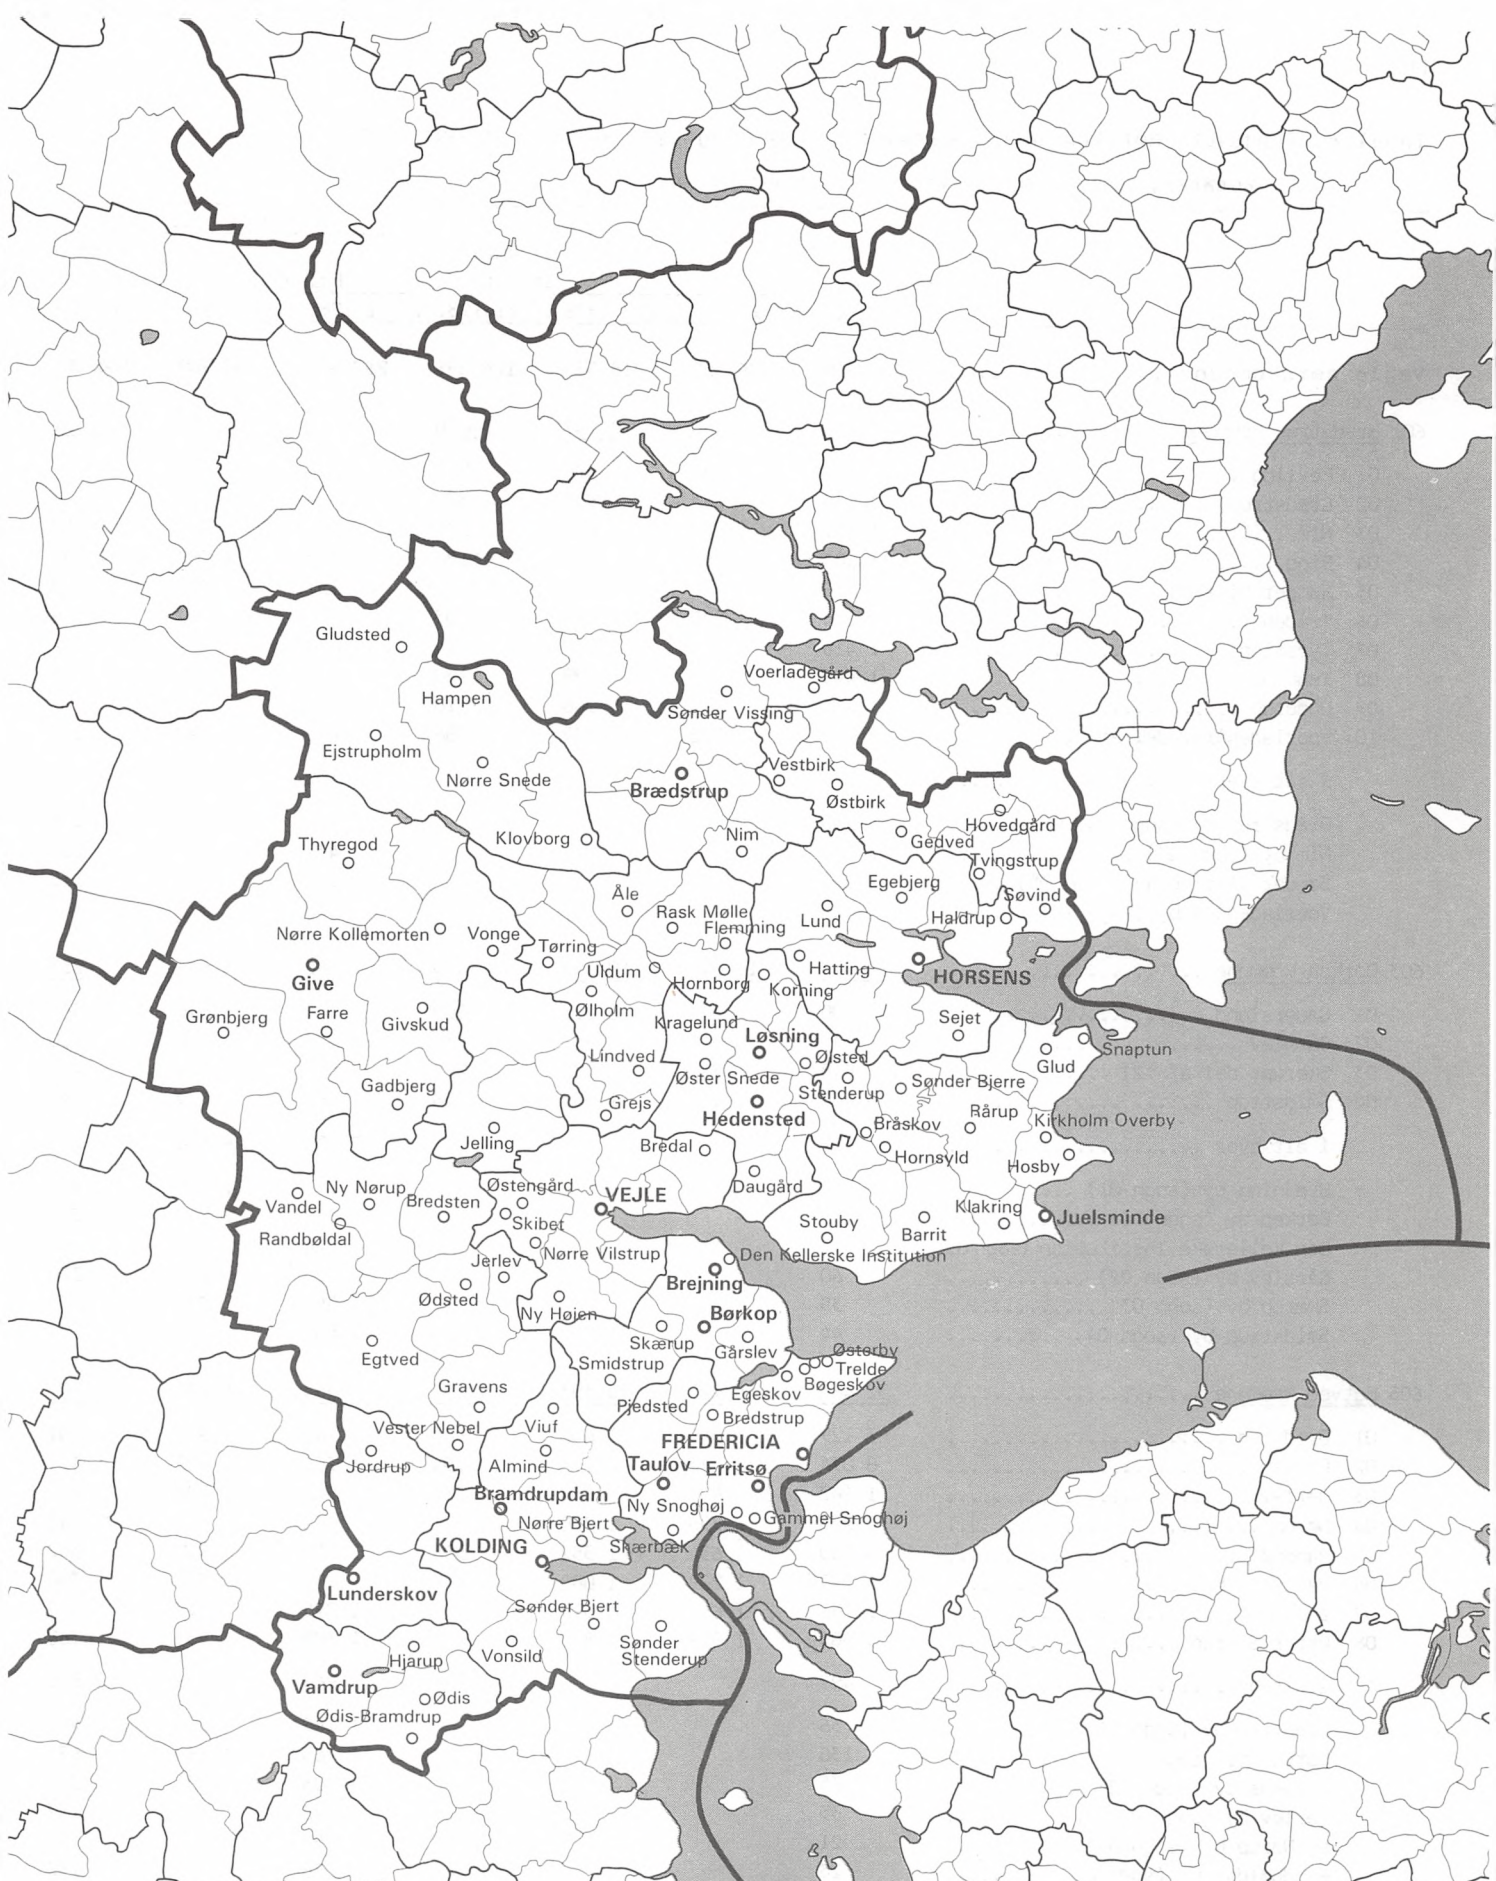 Gludsted
Hampen
Voerladegård
Sønder Vissing
Ejstrupholm
Nørre Snede
Vestbirk
Brædstrup
Østbirk
Hovedgård
Klovborg
Nim
Gedved
Thyregod
Tvingstrup
Egebjerg
Åle
Søvind
Rask Mølle
Lund
Haldrup
Flemming
Nørre Kollemorten
Vonge
Tørring
Uldum
Hatting
Give
Hornborg
Korning
HORSENS
Ølholm
Grønbjerg
Farre
Givskud
Kragelund
Sejet
Løsning
Snaptun
Lindved
Ølsted
Glud
Øster Snede
Sønder Bjerre
Gadbjerg
Stenderup
Grejs
Rårup
Hedensted
Kirkholm Overby
Bråskov
Jelling
Bredal
Hornsyld
Hosby
Ny Nørup
Østengård
Daugård
Bredsten
VEJLE
Vandel
Klakring
Juelsminde
Skibet
Stouby
Barrit
Randbøldal
Nørre Vilstrup
Den Kellerske Institution
Jerlev
Brejning
Ødsted
Ny Højen
Børkop
Skærup
Gårslev
Østerby
Egtved
Smidstrup
Trelde
Gravens
Bøgeskov
Egeskov
Pjedsted
Bredstrup
Vester Nebel
Viuf
FREDERICIA
Jordrup
Almind
Taulov
Erritsø
Bramdrupdam
Ny Snoghøj
Gammel Snoghøj
Nørre Bjert
KOLDING
Skærbæk
Lunderskov
Sønder Bjert
Sønder
Stenderup
Hjarup
Vonsild
Vamdrup
Ødis
Ødis-Bramdrup